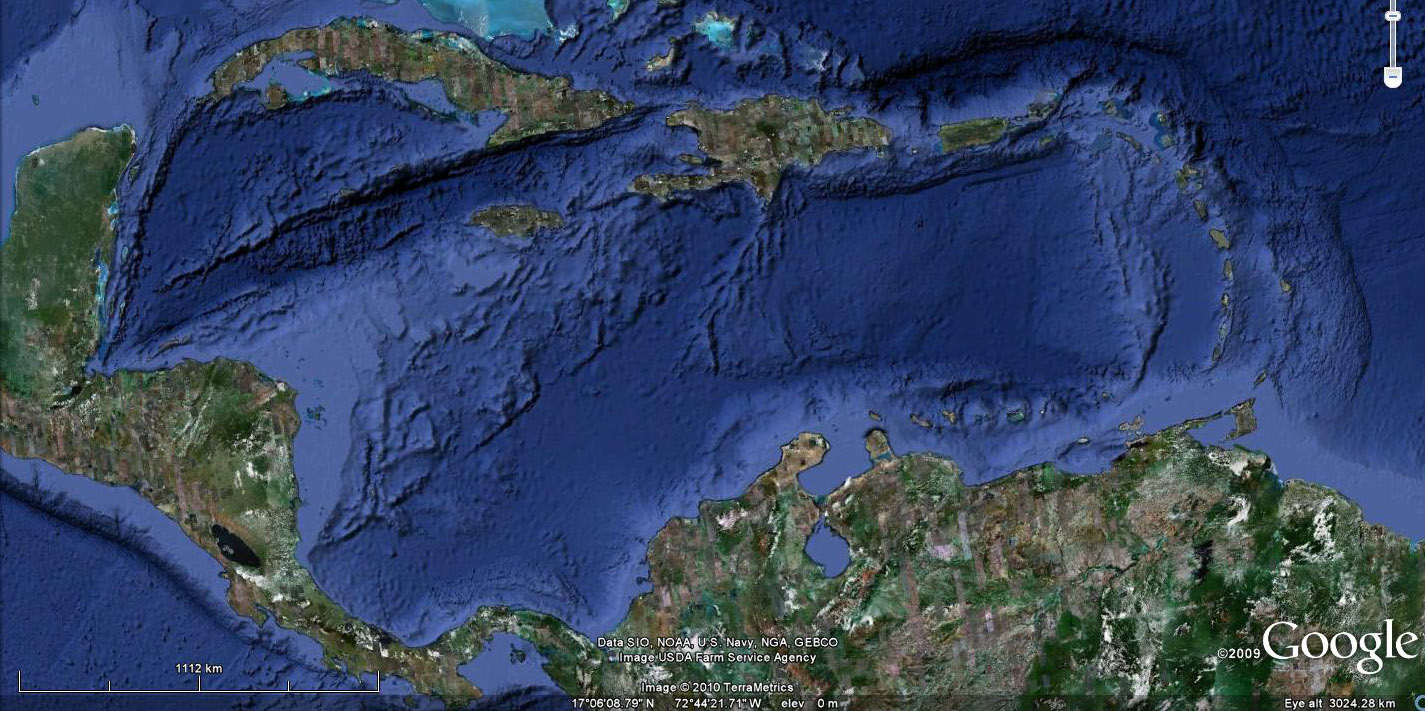 Data SIO, NOAA, U.S. Navy, NGA, GEBCO
Image USDA Farm Service Agency
©2009 Google
1112 km
Image © 2010 TerraMetrics
17°06'08.79" N 72°44'21.71" W elev 0 m
Eye alt 3024.28 km